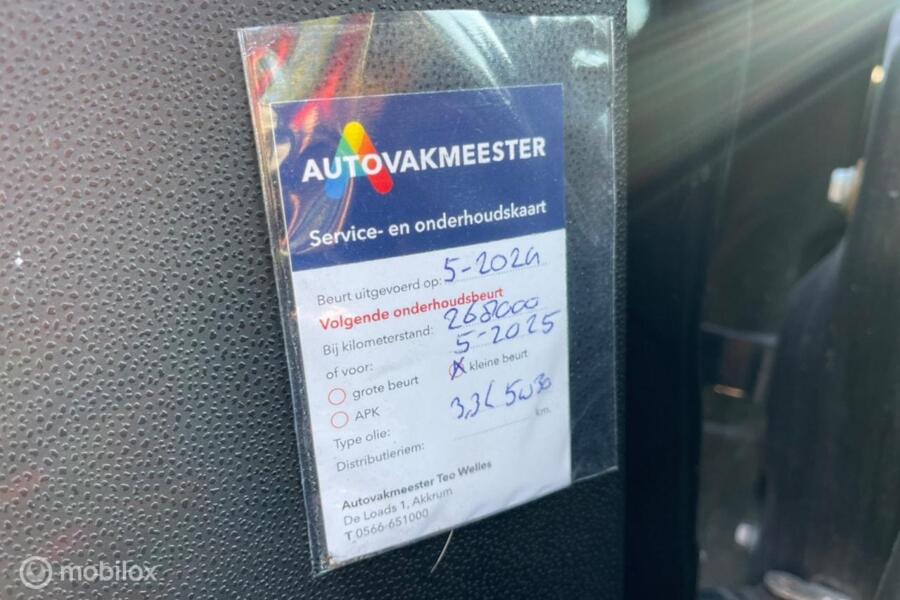 AUTOVAKMEESTER
Service- en onderhoudskaart
Beurt uitgevoerd op: 5-2024
Volgende onderhoudsbeurt
Bij kilometerstand: 268000
of voor: 5-2025
grote beurt X kleine beurt
APK
Type olie: 3,3L 5W30
Distributieriem: km.
Autovakmeester Teo Welles
De Loads 1, Akkrum
T 0566-651000
mobilox